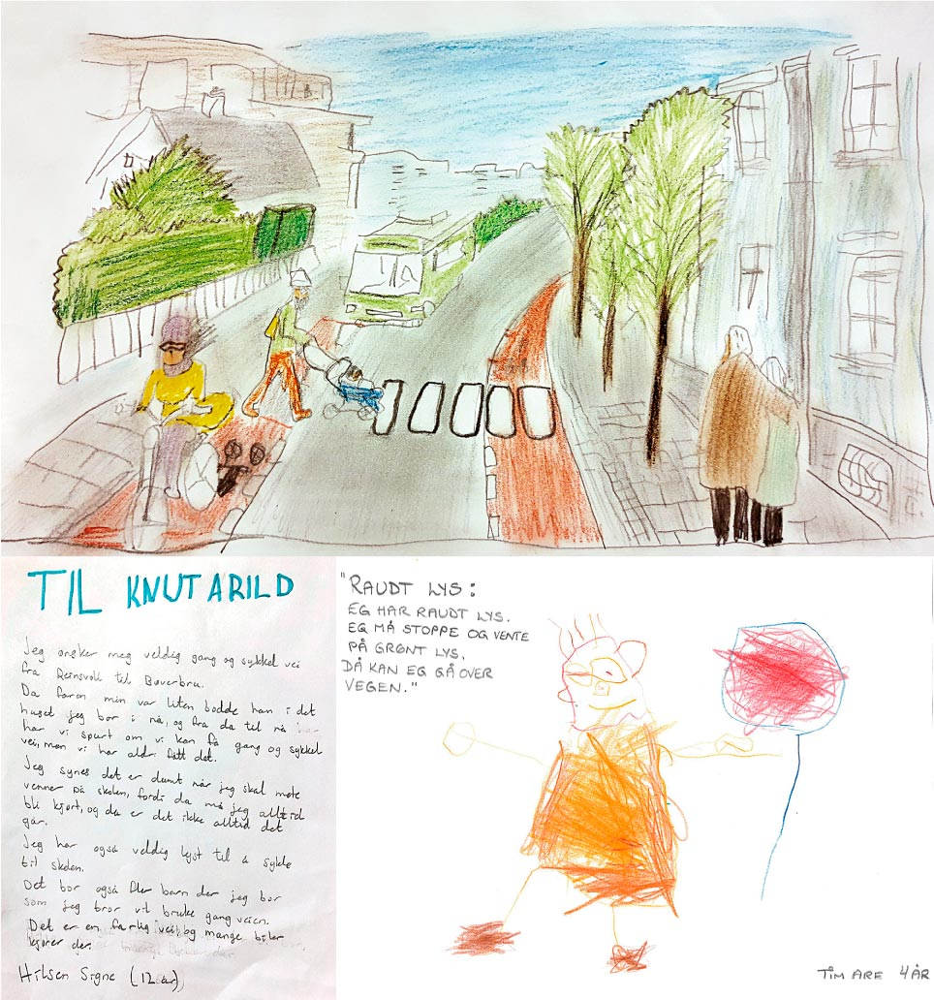 TIL KNUT ARILD
Jeg ønsker meg veldig gang og sykkel vei
fra Reinsvoll til Bøverbru.
Da faren min var liten bodde han i det
huset jeg bor i nå, og fra da til nå
har vi spurt om vi kan få gang og sykkel
vei, men vi har aldri fått det.
Jeg synes det er dumt når jeg skal møte
venner på skolen, fordi da må jeg alltid
bli kjørt, og da er det ikke alltid det
går.
Jeg har også veldig lyst til å sykle
til skolen.
Det bor også fler barn der jeg bor
som jeg tror vil bruke gang veien.
Det er en farlig vei og mange biler
kjører der.
Hilsen Signe (12 år)
"RAUDT LYS:
EG HAR RAUDT LYS.
EG MÅ STOPPE OG VENTE
PÅ GRØNT LYS,
DÅ KAN EG GÅ OVER
VEGEN."
TIM ARE 4 ÅR